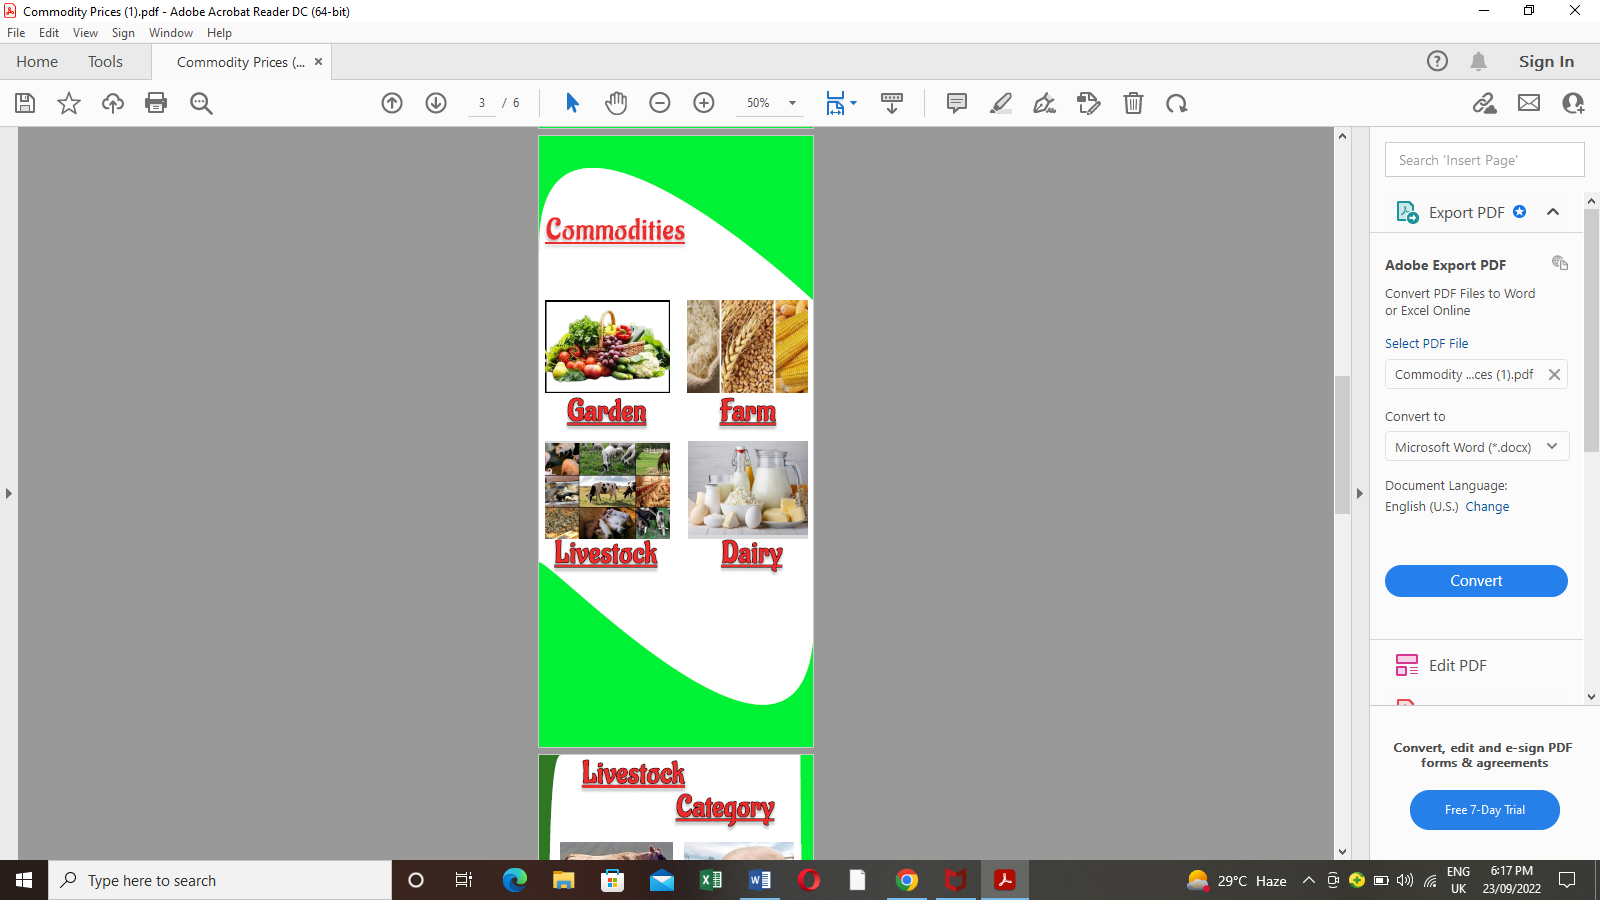 Commodity Prices (1).pdf - Adobe Acrobat Reader DC (64-bit)
File Edit View Sign Window Help
Home Tools Commodity Prices (... × Sign In
3 / 6 50%
Search 'Insert Page'
Export PDF
Adobe Export PDF
Convert PDF Files to Word
or Excel Online
Select PDF File
Commodity ...ces (1).pdf
Convert to
Microsoft Word (*.docx)
Document Language:
English (U.S.) Change
Convert
Edit PDF
Convert, edit and e-sign PDF
forms & agreements
Free 7-Day Trial
Commodities
Garden Farm
Livestock Dairy
Livestock
Category
Type here to search
29°C Haze
ENG
UK
6:17 PM
23/09/2022